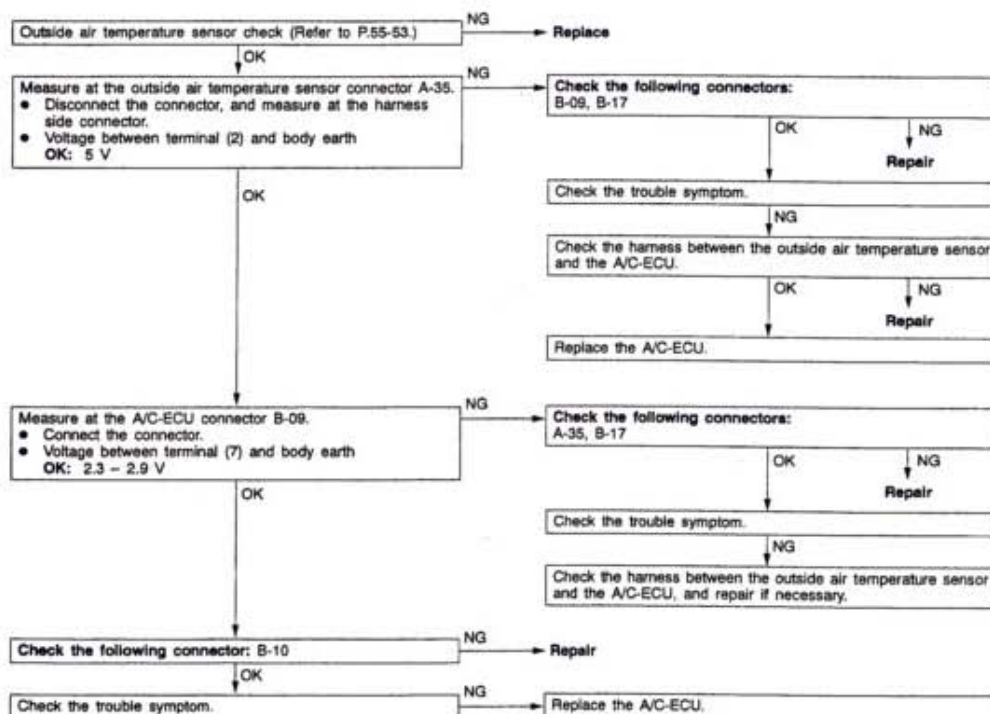 Outside air temperature sensor check (Refer to P.55-53.)
NG
Replace
OK
Measure at the outside air temperature sensor connector A-35.
● Disconnect the connector, and measure at the harness
side connector.
● Voltage between terminal (2) and body earth
OK: 5 V
NG
Check the following connectors:
B-09, B-17
OK
NG
Repair
Check the trouble symptom.
NG
Check the harness between the outside air temperature sensor
and the A/C-ECU.
OK
NG
Repair
Replace the A/C-ECU.
OK
Measure at the A/C-ECU connector B-09.
● Connect the connector.
● Voltage between terminal (7) and body earth
OK: 2.3 – 2.9 V
NG
Check the following connectors:
A-35, B-17
OK
NG
Repair
Check the trouble symptom.
NG
Check the harness between the outside air temperature sensor
and the A/C-ECU, and repair if necessary.
OK
Check the following connector: B-10
NG
Repair
OK
Check the trouble symptom.
NG
Replace the A/C-ECU.